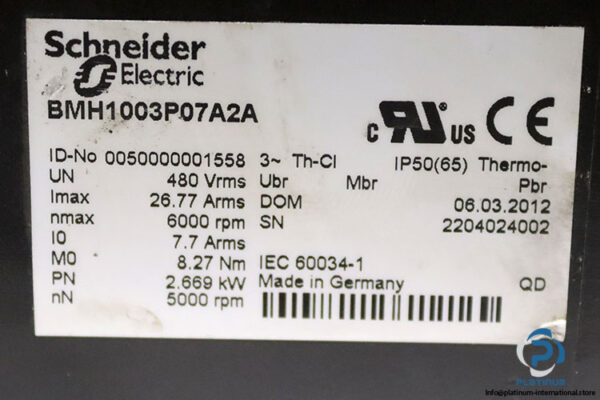 Schneider
Electric
BMH1003P07A2A
c RU US CE
ID-No 0050000001558 3~ Th-Cl IP50(65) Thermo-
UN 480 Vrms Ubr Mbr Pbr
Imax 26.77 Arms DOM 06.03.2012
nmax 6000 rpm SN 2204024002
I0 7.7 Arms
M0 8.27 Nm IEC 60034-1
PN 2.669 kW Made in Germany QD
nN 5000 rpm
PLATINUM
info@platinum-international.store